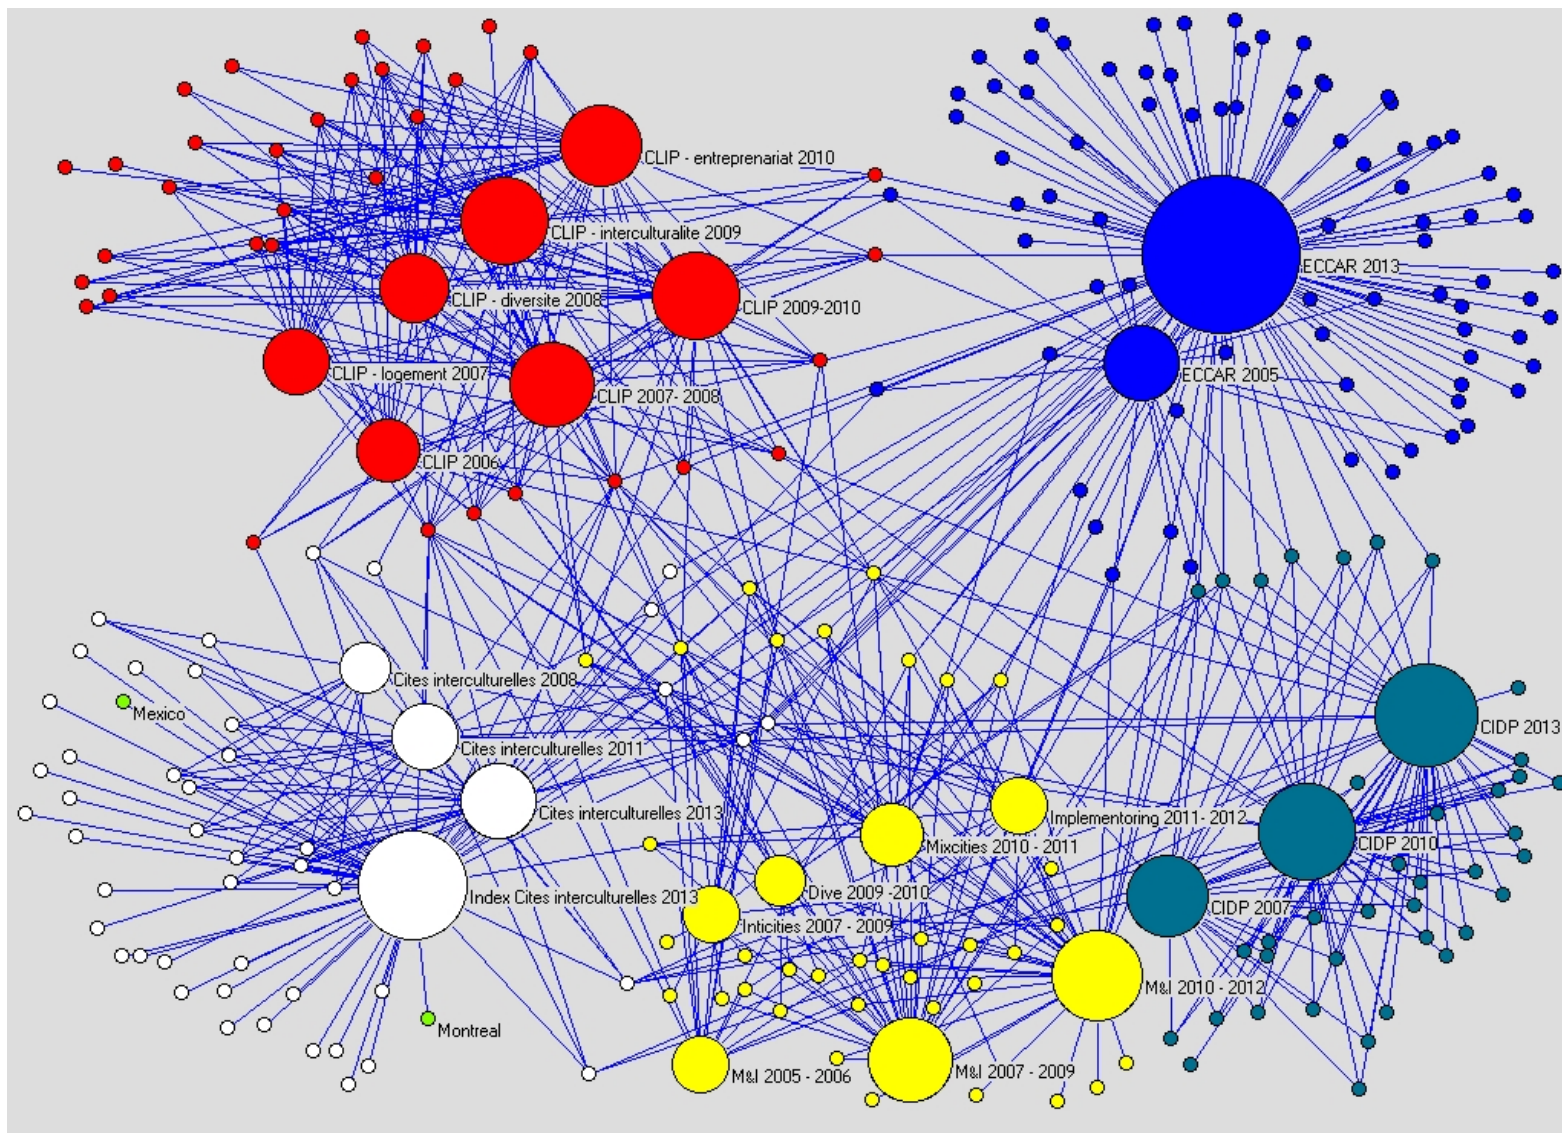 CLIP - entreprenariat 2010
CLIP - interculturalite 2009
ECCAR 2013
CLIP - diversite 2008
CLIP 2009-2010
CLIP - logement 2007
ECCAR 2005
CLIP 2007- 2008
CLIP 2006
Cites interculturelles 2008
Mexico
CIDP 2013
Cites interculturelles 2011
Cites interculturelles 2013
Implementoring 2011- 2012
Mixcities 2010 - 2011
CIDP 2010
Dive 2009 -2010
Index Cites interculturelles 2013
CIDP 2007
Inticities 2007 - 2009
M&I 2010 - 2012
Montreal
M&I 2007 - 2009
M&I 2005 - 2006